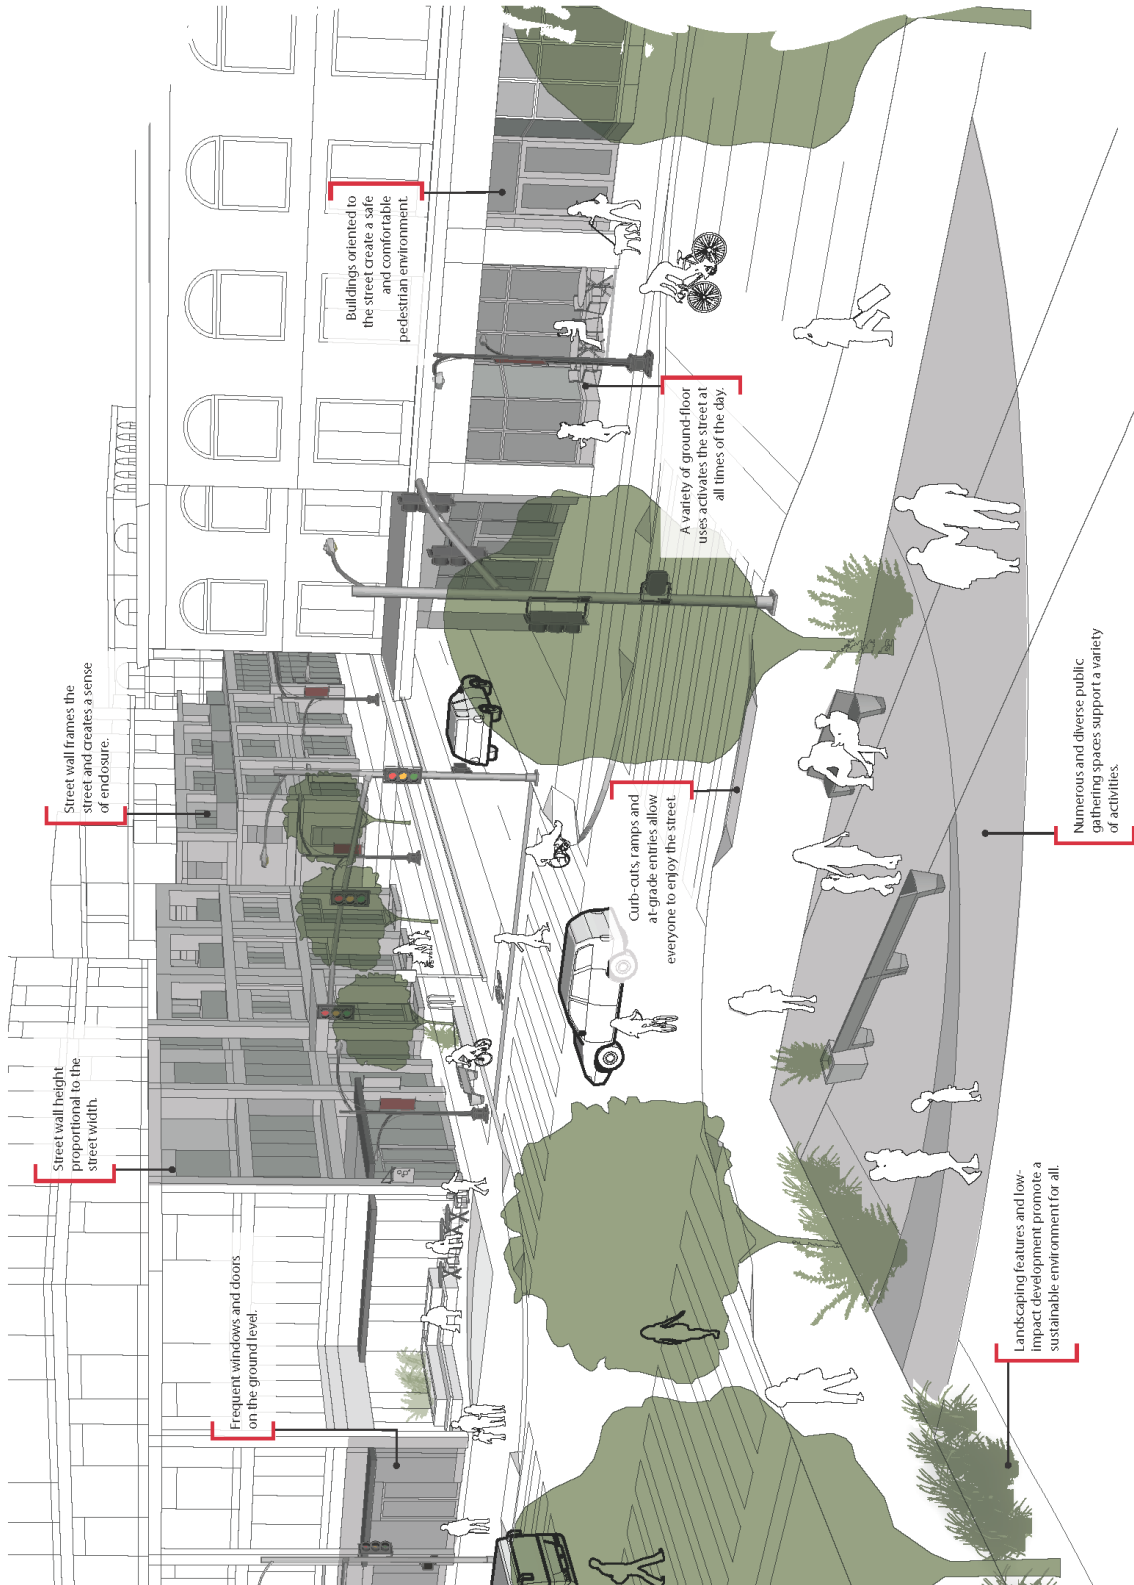 Frequent windows and doors
on the ground level.
Street wall height
proportional to the
street width.
Street wall frames the
street and creates a sense
of enclosure.
Buildings oriented to
the street create a safe
and comfortable
pedestrian environment.
A variety of ground-floor
uses activates the street at
all times of the day.
Curb-cuts, ramps and
at-grade entries allow
everyone to enjoy the street.
Landscaping features and low-
impact development promote a
sustainable environment for all.
Numerous and diverse public
gathering spaces support a variety
of activities.